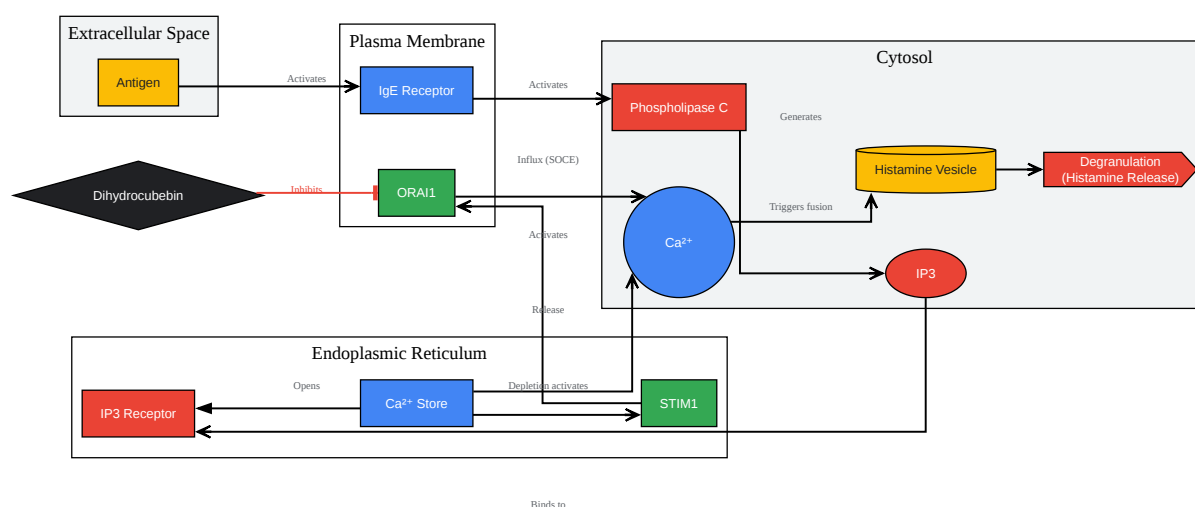 Extracellular Space
Plasma Membrane
Cytosol
Antigen
Activates
IgE Receptor
Activates
Phospholipase C
Generates
Dihydrocubebin
Inhibits
ORAI1
Influx (SOCE)
Histamine Vesicle
Degranulation
(Histamine Release)
Triggers fusion
Activates
Ca²⁺
IP3
Release
Endoplasmic Reticulum
Opens
Depletion activates
IP3 Receptor
Ca²⁺ Store
STIM1
Binds to